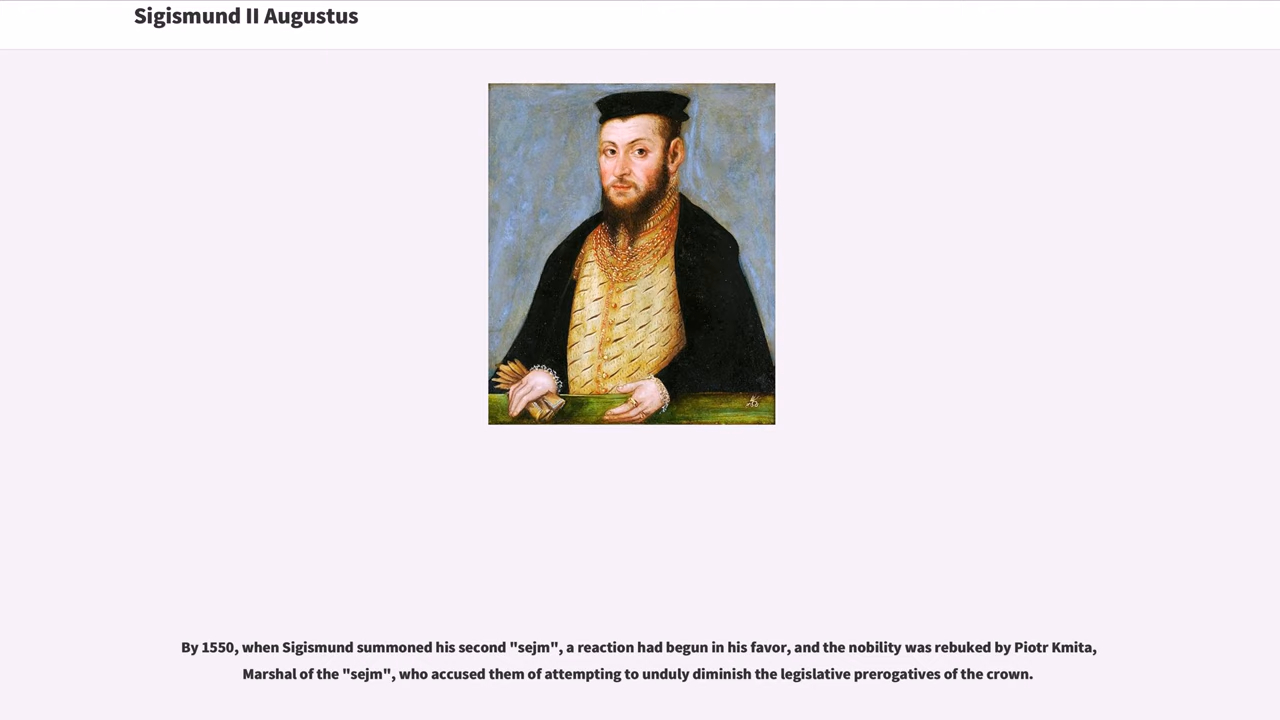 Sigismund II Augustus
By 1550, when Sigismund summoned his second "sejm", a reaction had begun in his favor, and the nobility was rebuked by Piotr Kmita,
Marshal of the "sejm", who accused them of attempting to unduly diminish the legislative prerogatives of the crown.